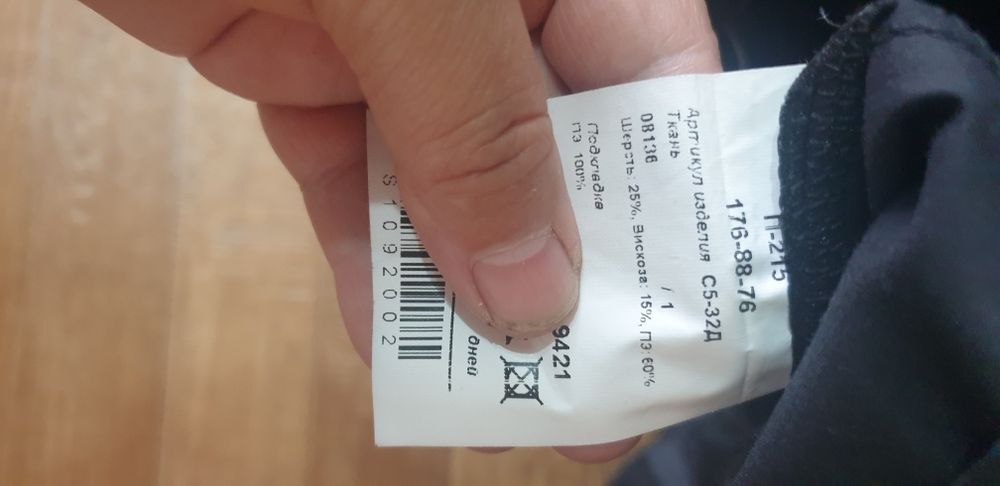 П-215
176-88-76
Артикул изделия С5-32Д
Ткань
08136 / 1
Шерсть: 25%, Вискоза: 15%, ПЭ: 60%
Подкладка
ПЭ 100%
9421
дней
S1092002